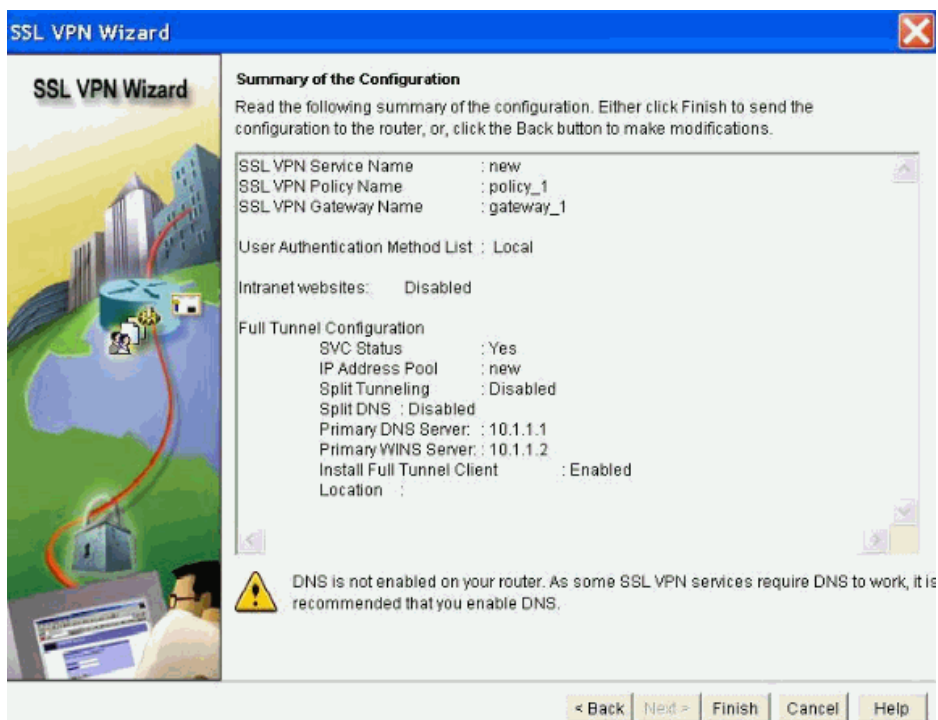 SSL VPN Wizard
SSL VPN Wizard
Summary of the Configuration
Read the following summary of the configuration. Either click Finish to send the
configuration to the router, or, click the Back button to make modifications.
SSL VPN Service Name : new
SSL VPN Policy Name : policy_1
SSL VPN Gateway Name : gateway_1
User Authentication Method List : Local
Intranet websites: Disabled
Full Tunnel Configuration
SVC Status : Yes
IP Address Pool : new
Split Tunneling : Disabled
Split DNS : Disabled
Primary DNS Server: : 10.1.1.1
Primary WINS Server: : 10.1.1.2
Install Full Tunnel Client : Enabled
Location :
DNS is not enabled on your router. As some SSL VPN services require DNS to work, it is
recommended that you enable DNS.
< Back Next > Finish Cancel Help